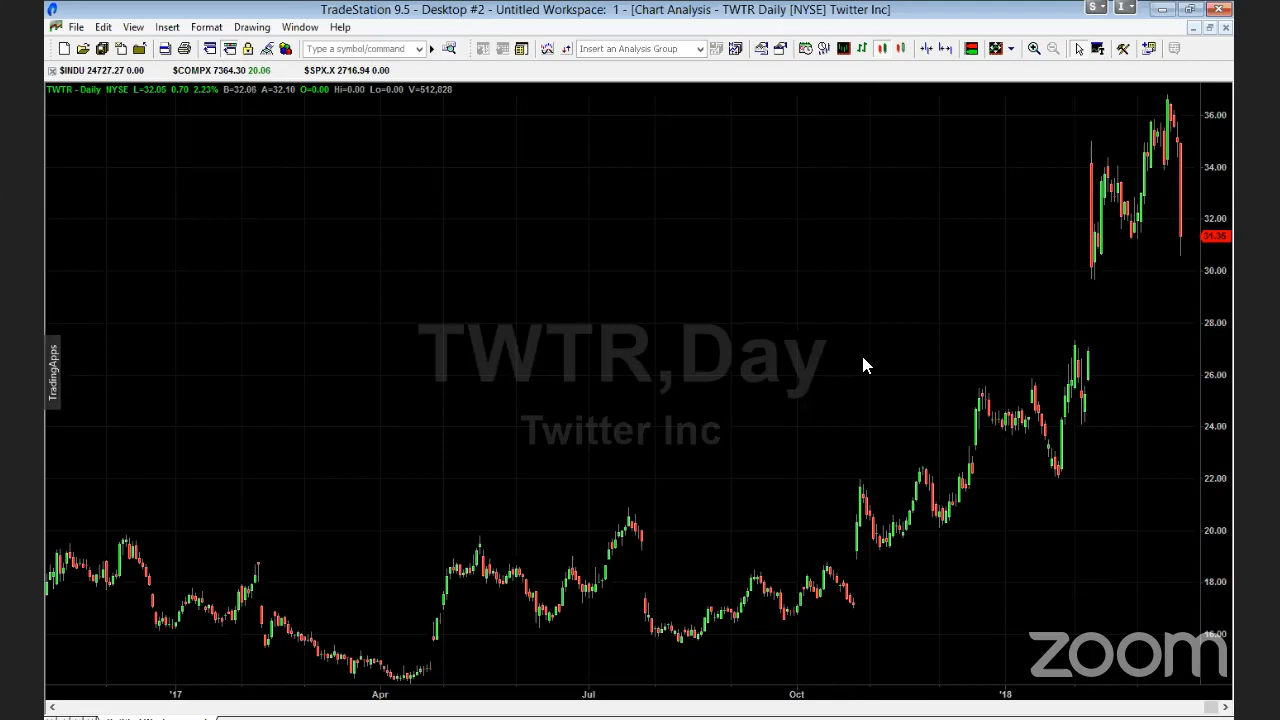 TradeStation 9.5 - Desktop #2 - Untitled Workspace: 1 - [Chart Analysis - TWTR Daily [NYSE] Twitter Inc]
S
I
File Edit View Insert Format Drawing Window Help
Type a symbol/command
Insert an Analysis Group
$INDU 24727.27 0.00 $COMPX 7364.30 20.06 $SPX.X 2716.94 0.00
TWTR - Daily NYSE L=32.05 0.70 2.23% B=32.06 A=32.10 O=0.00 Hi=0.00 Lo=0.00 V=512,828
36.00
34.00
32.00
31.35
30.00
28.00
TWTR,Day
TradingApps
26.00
Twitter Inc
24.00
22.00
20.00
18.00
16.00
zoom
'17 Apr Jul Oct '18